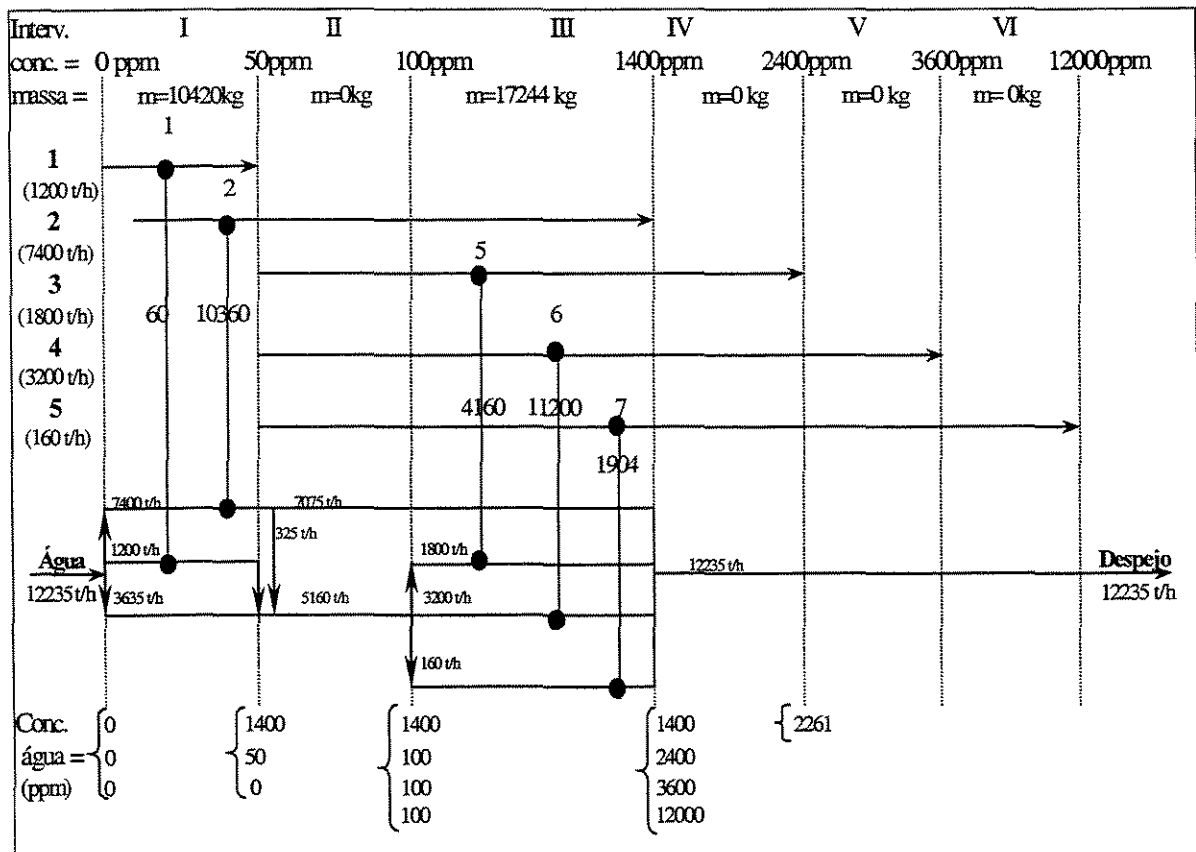 Interv. I II III IV V VI
conc. = 0 ppm 50ppm 100ppm 1400ppm 2400ppm 3600ppm 12000ppm
massa = m=10420kg m=0kg m=17244 kg m=0 kg m=0 kg m= 0kg
1
1
(1200 t/h)
2
2
(7400 t/h)
5
3
(1800 t/h) 60 10360 6
4
(3200 t/h)
5 4160 11200 7
(160 t/h)
1904
7400 t/h 7075 t/h
325 t/h
Água 1200 t/h 1800 t/h 12235 t/h Despejo
12235 t/h 3635 t/h 5160 t/h 3200 t/h 12235 t/h
160 t/h
Conc. 0 1400 1400 1400 2261
água = 0 50 100 2400
(ppm) 0 0 100 3600
100 12000